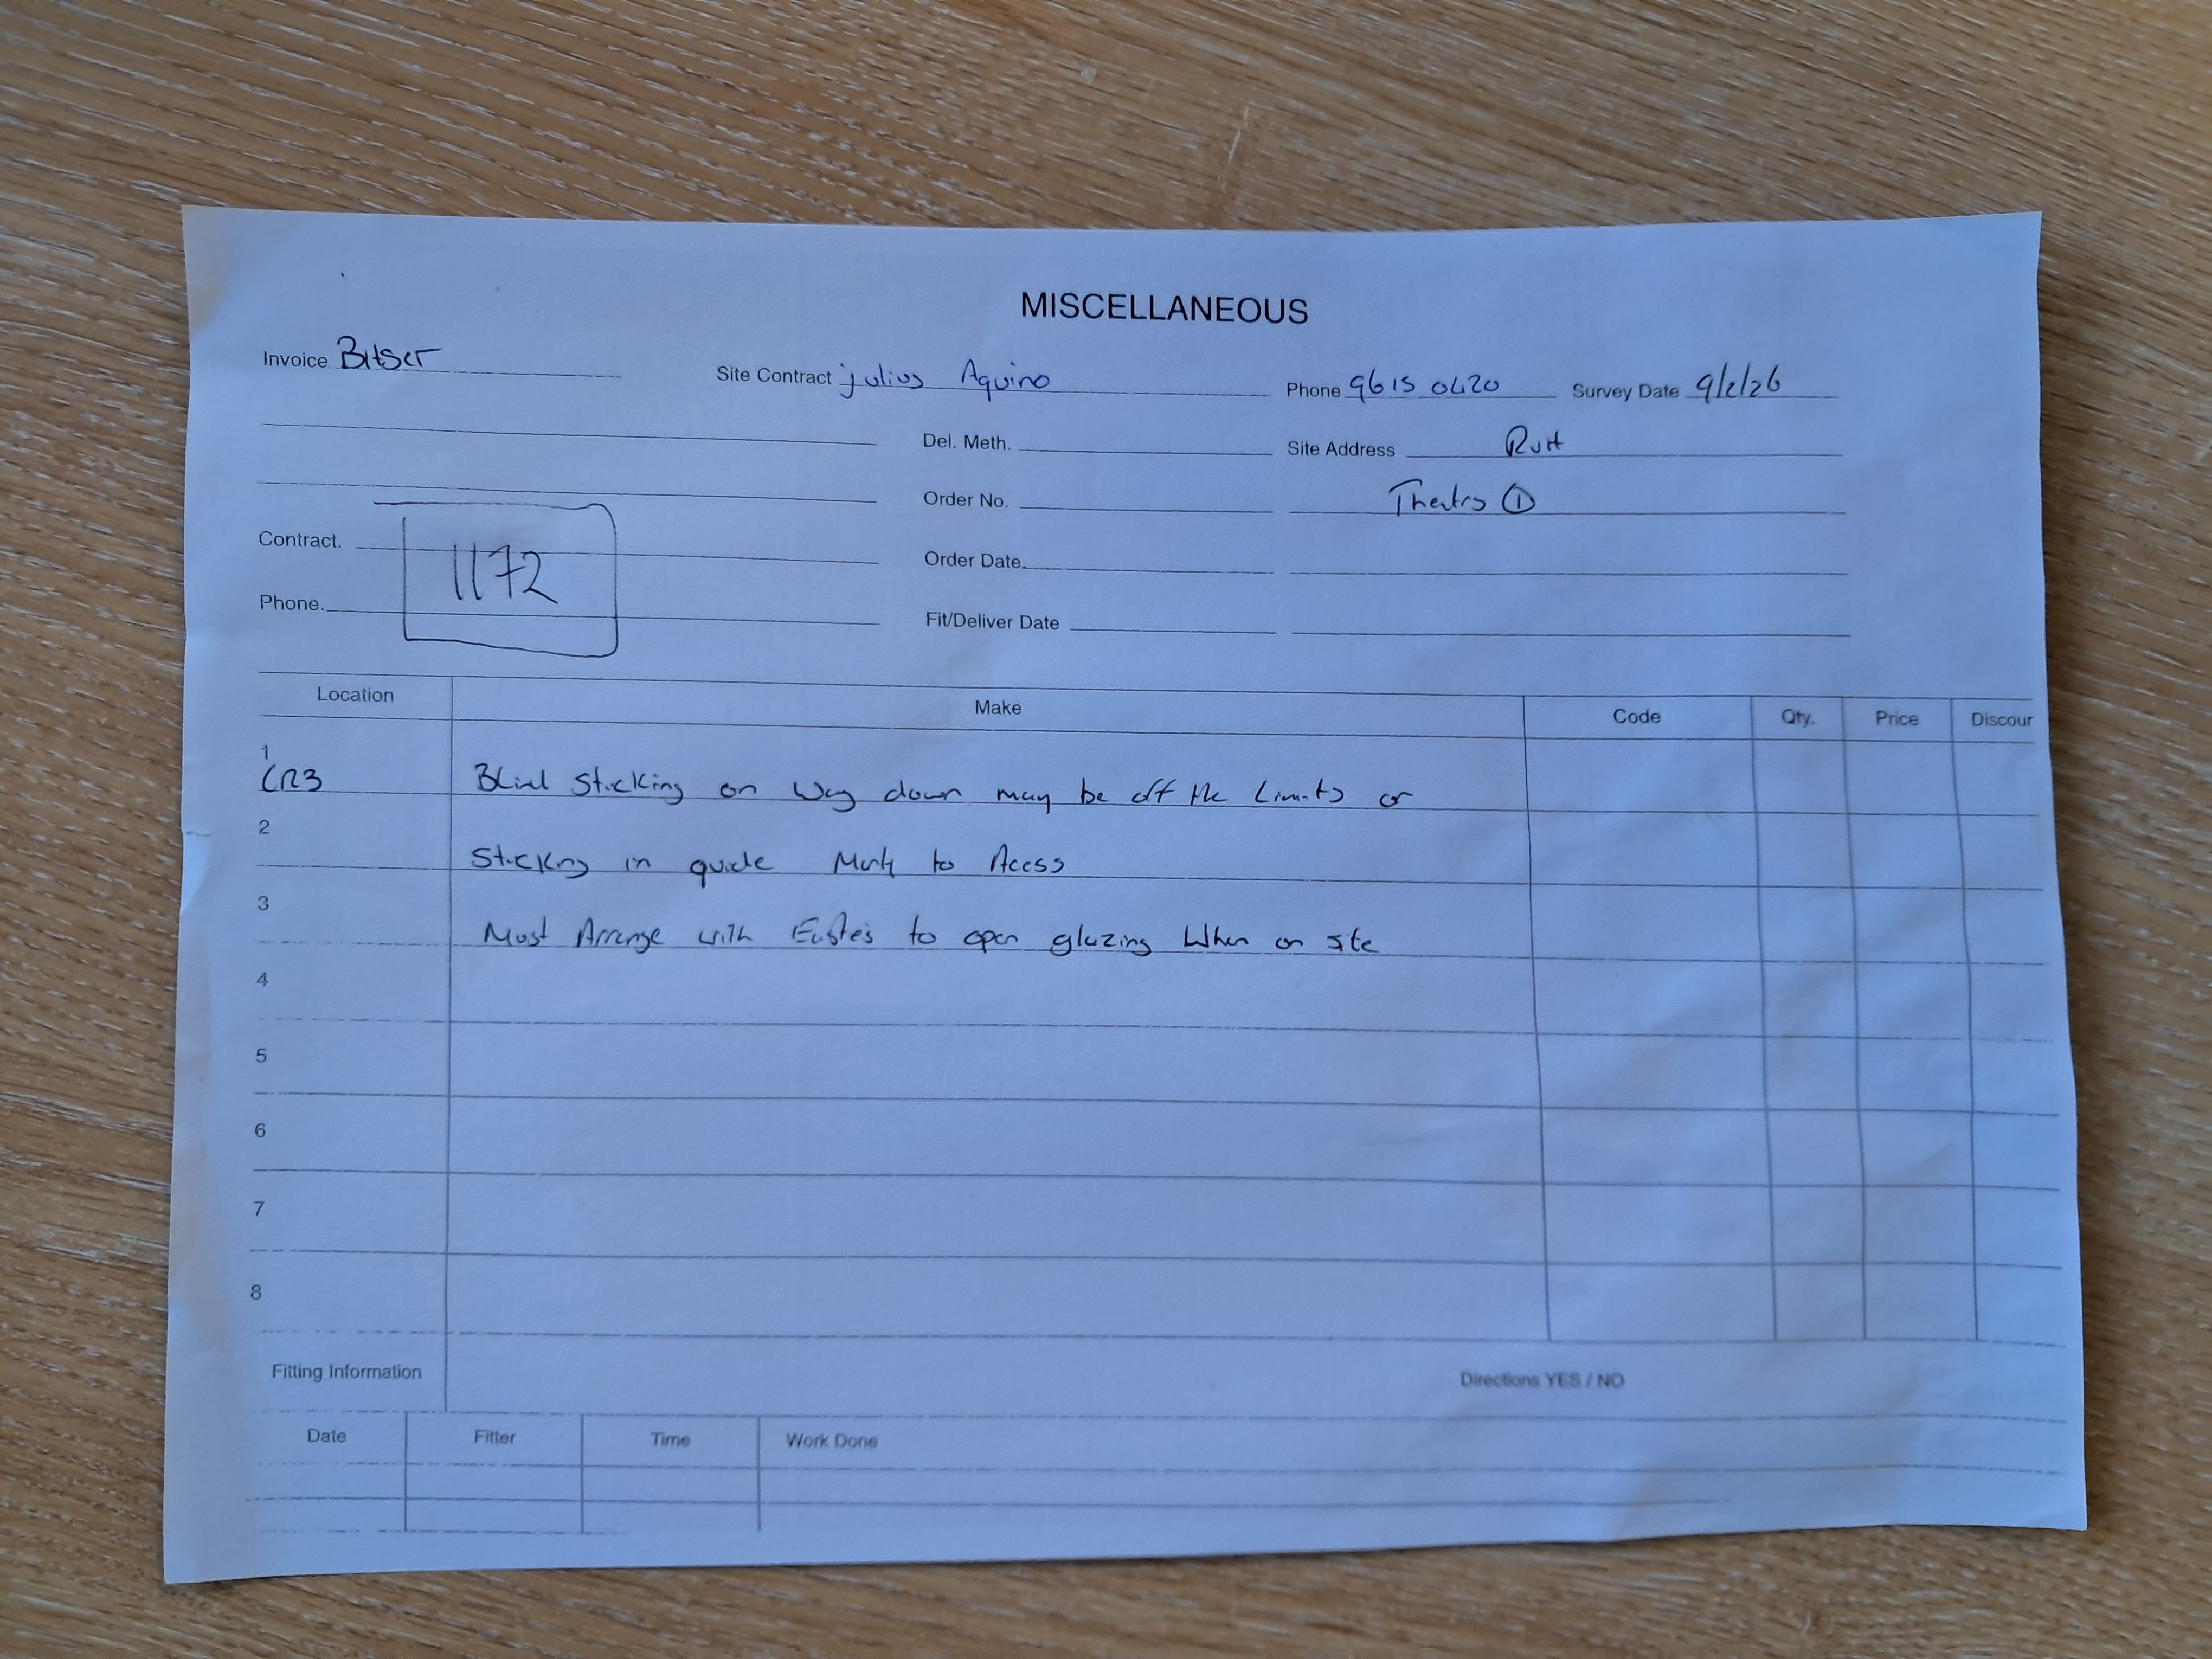 MISCELLANEOUS
Invoice
Site Contract julius Aquino
Phone 9615 0420 Survey Date 9/2/26
Del. Meth. Site Address
Order No. Theatrs ①
Contract. 1172 Order Date.
Phone. Fit/Deliver Date
Location Make Code Qty. Price Discour
1
CR3 Blind Sticking on Way down may be off the Limits or
2
Sticking in guide Mark to Acess
3
Must Arrange with to open glazing When on site
4
5
6
7
8
Fitting Information Directions YES / NO
Date Fitter Time Work Done